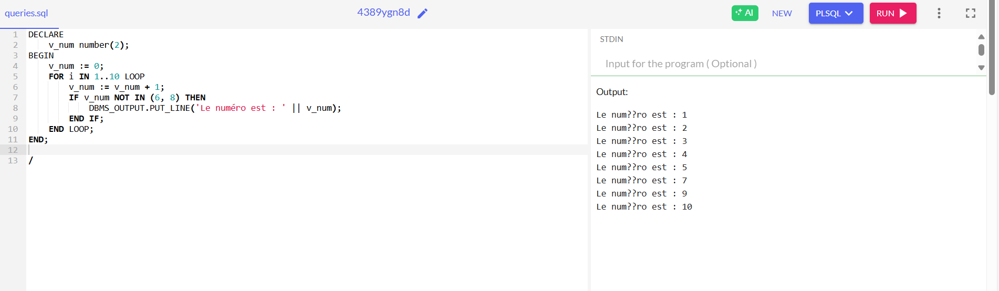 queries.sql
4389ygn8d
AI NEW PLSQL RUN
1 DECLARE
2 v_num number(2);
3 BEGIN
4 v_num := 0;
5 FOR i IN 1..10 LOOP
6 v_num := v_num + 1;
7 IF v_num NOT IN (6, 8) THEN
8 DBMS_OUTPUT.PUT_LINE('Le numéro est : ' || v_num);
9 END IF;
10 END LOOP;
11 END;
12
13 /
STDIN
Input for the program ( Optional )
Output:
Le num??ro est : 1
Le num??ro est : 2
Le num??ro est : 3
Le num??ro est : 4
Le num??ro est : 5
Le num??ro est : 7
Le num??ro est : 9
Le num??ro est : 10